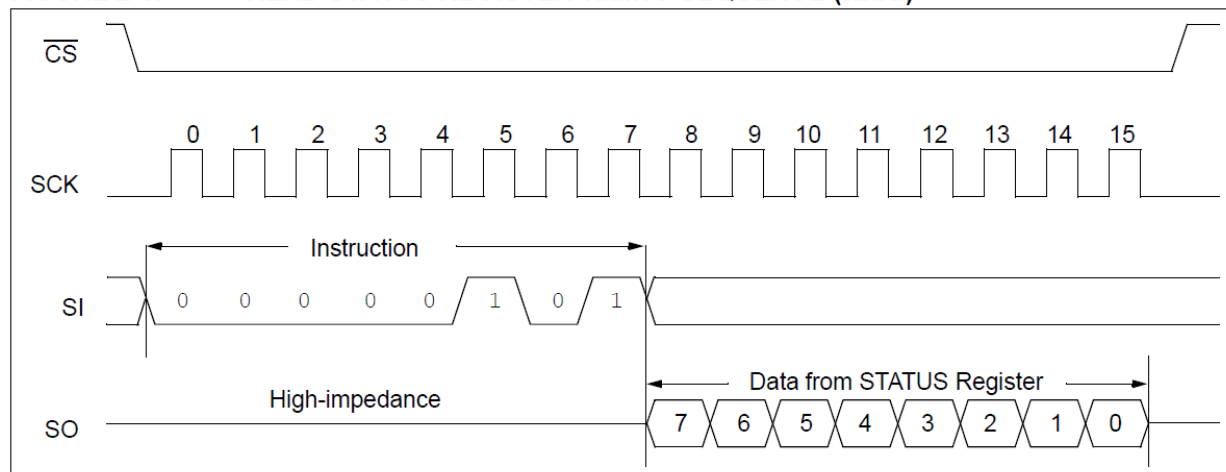 CS
0 1 2 3 4 5 6 7 8 9 10 11 12 13 14 15
SCK
Instruction
SI 0 0 0 0 0 1 0 1
Data from STATUS Register
High-impedance
SO 7 6 5 4 3 2 1 0